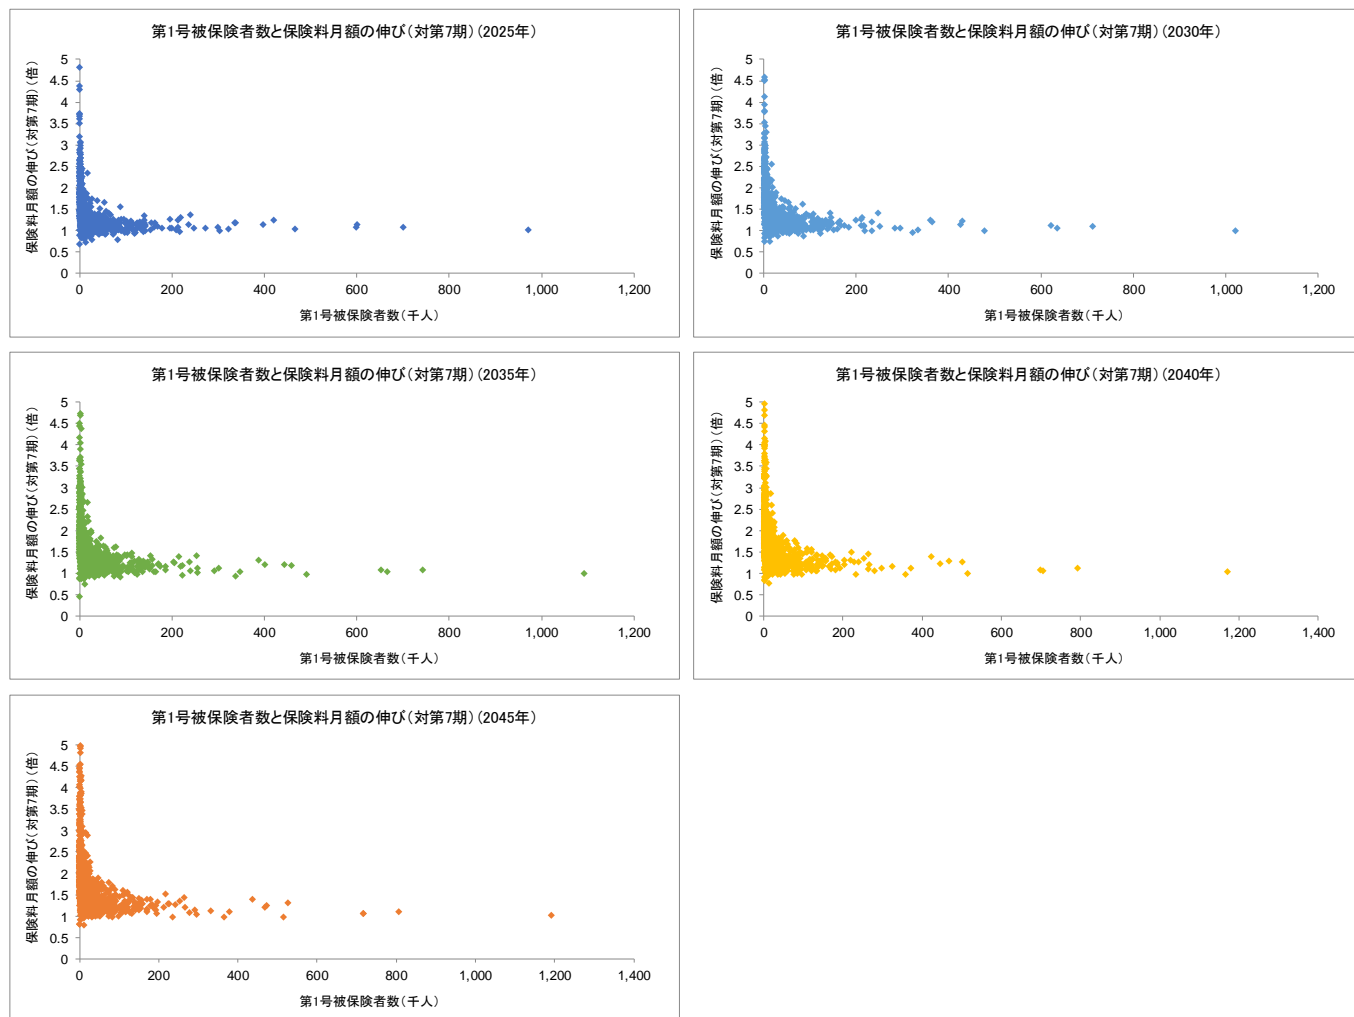 第1号被保険者数と保険料月額の伸び(対第7期)(2025年)
保険料月額の伸び(対第7期)(倍)
5
4.5
4
3.5
3
2.5
2
1.5
1
0.5
0
0 200 400 600 800 1,000 1,200
第1号被保険者数(千人)
第1号被保険者数と保険料月額の伸び(対第7期)(2030年)
保険料月額の伸び(対第7期)(倍)
5
4.5
4
3.5
3
2.5
2
1.5
1
0.5
0
0 200 400 600 800 1,000 1,200
第1号被保険者数(千人)
第1号被保険者数と保険料月額の伸び(対第7期)(2035年)
保険料月額の伸び(対第7期)(倍)
5
4.5
4
3.5
3
2.5
2
1.5
1
0.5
0
0 200 400 600 800 1,000 1,200
第1号被保険者数(千人)
第1号被保険者数と保険料月額の伸び(対第7期)(2040年)
保険料月額の伸び(対第7期)(倍)
5
4.5
4
3.5
3
2.5
2
1.5
1
0.5
0
0 200 400 600 800 1,000 1,200 1,400
第1号被保険者数(千人)
第1号被保険者数と保険料月額の伸び(対第7期)(2045年)
保険料月額の伸び(対第7期)(倍)
5
4.5
4
3.5
3
2.5
2
1.5
1
0.5
0
0 200 400 600 800 1,000 1,200 1,400
第1号被保険者数(千人)